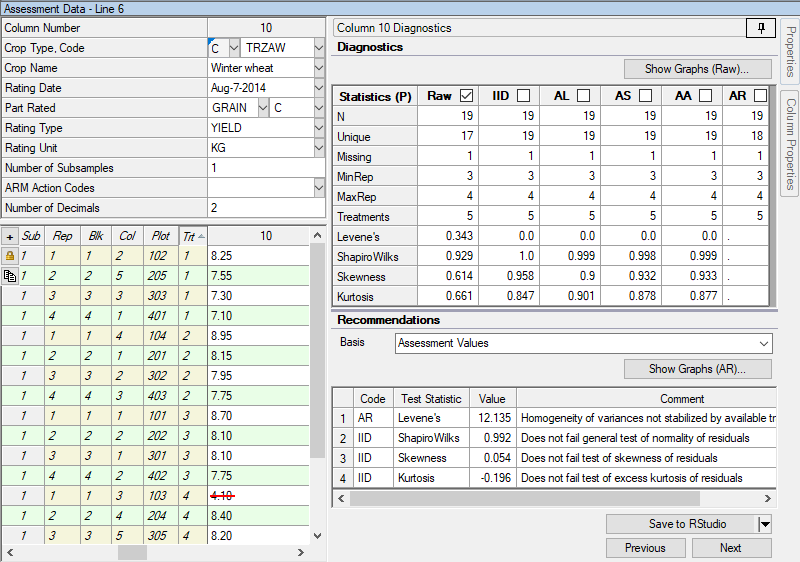 Assessment Data - Line 6
Column Number 10
Crop Type, Code C TRZAW
Crop Name Winter wheat
Rating Date Aug-7-2014
Part Rated GRAIN C
Rating Type YIELD
Rating Unit KG
Number of Subsamples 1
ARM Action Codes
Number of Decimals 2
+ Sub Rep Blk Col Plot Trt 10
1 1 1 2 102 1 8.25
1 2 2 5 205 1 7.55
1 3 3 3 303 1 7.30
1 4 4 1 401 1 7.10
1 1 1 4 104 2 8.95
1 2 2 1 201 2 8.15
1 3 3 2 302 2 7.95
1 4 4 3 403 2 7.75
1 1 1 1 101 3 8.70
1 2 2 2 202 3 8.10
1 3 3 1 301 3 8.10
1 4 4 2 402 3 7.75
1 1 1 3 103 4 4.10
1 2 2 4 204 4 8.40
1 3 3 5 305 4 8.20
Column 10 Diagnostics
Diagnostics
Show Graphs (Raw)...
Statistics (P) Raw IID AL AS AA AR
N 19 19 19 19 19 19
Unique 17 19 19 19 19 18
Missing 1 1 1 1 1 1
MinRep 3 3 3 3 3 3
MaxRep 4 4 4 4 4 4
Treatments 5 5 5 5 5 5
Levene's 0.343 0.0 0.0 0.0 0.0 .
ShapiroWilks 0.929 1.0 0.999 0.998 0.999 .
Skewness 0.614 0.958 0.9 0.932 0.933 .
Kurtosis 0.661 0.847 0.901 0.878 0.877 .
Recommendations
Basis Assessment Values
Show Graphs (AR)...
Code Test Statistic Value Comment
1 AR Levene's 12.135 Homogeneity of variances not stabilized by available tr
2 IID ShapiroWilks 0.992 Does not fail general test of normality of residuals
3 IID Skewness 0.054 Does not fail test of skewness of residuals
4 IID Kurtosis -0.196 Does not fail test of excess kurtosis of residuals
Save to RStudio
Previous Next
Properties
Column Properties